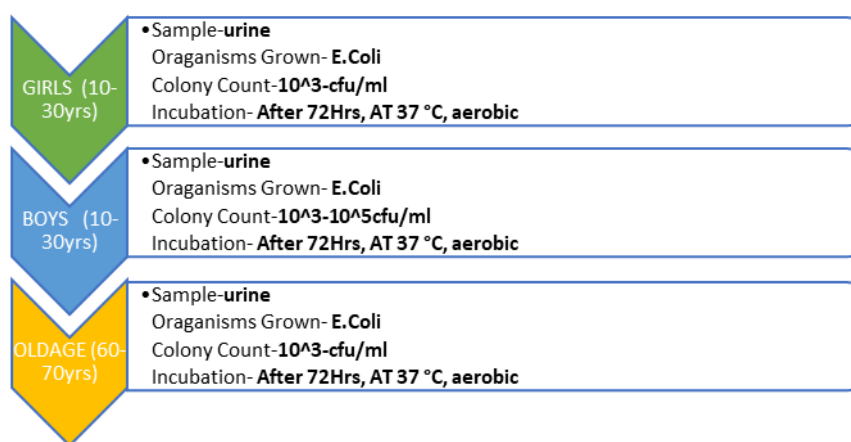 GIRLS (10-
30yrs)
•Sample-urine
Oraganisms Grown- E.Coli
Colony Count-10^3-cfu/ml
Incubation- After 72Hrs, AT 37 °C, aerobic
BOYS (10-
30yrs)
•Sample-urine
Oraganisms Grown- E.Coli
Colony Count-10^3-10^5cfu/ml
Incubation- After 72Hrs, AT 37 °C, aerobic
OLDAGE (60-
70yrs)
•Sample-urine
Oraganisms Grown- E.Coli
Colony Count-10^3-cfu/ml
Incubation- After 72Hrs, AT 37 °C, aerobic